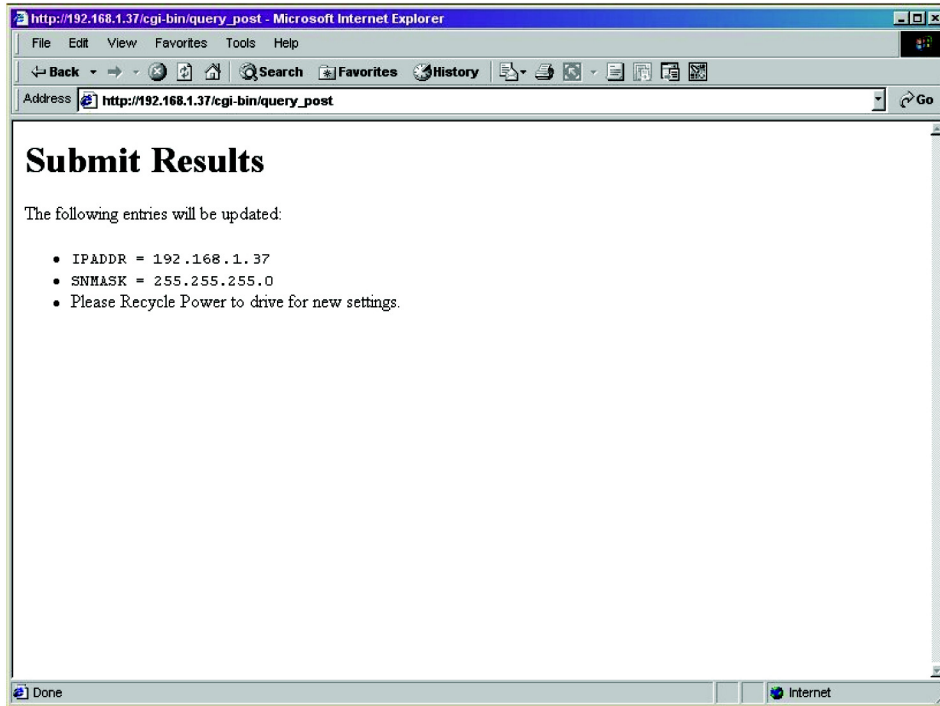 http://192.168.1.37/cgi-bin/query_post - Microsoft Internet Explorer
File Edit View Favorites Tools Help
Back Search Favorites History
Address http://192.168.1.37/cgi-bin/query_post Go
Submit Results
The following entries will be updated:
• IPADDR = 192.168.1.37
• SNMASK = 255.255.255.0
• Please Recycle Power to drive for new settings.
Done Internet